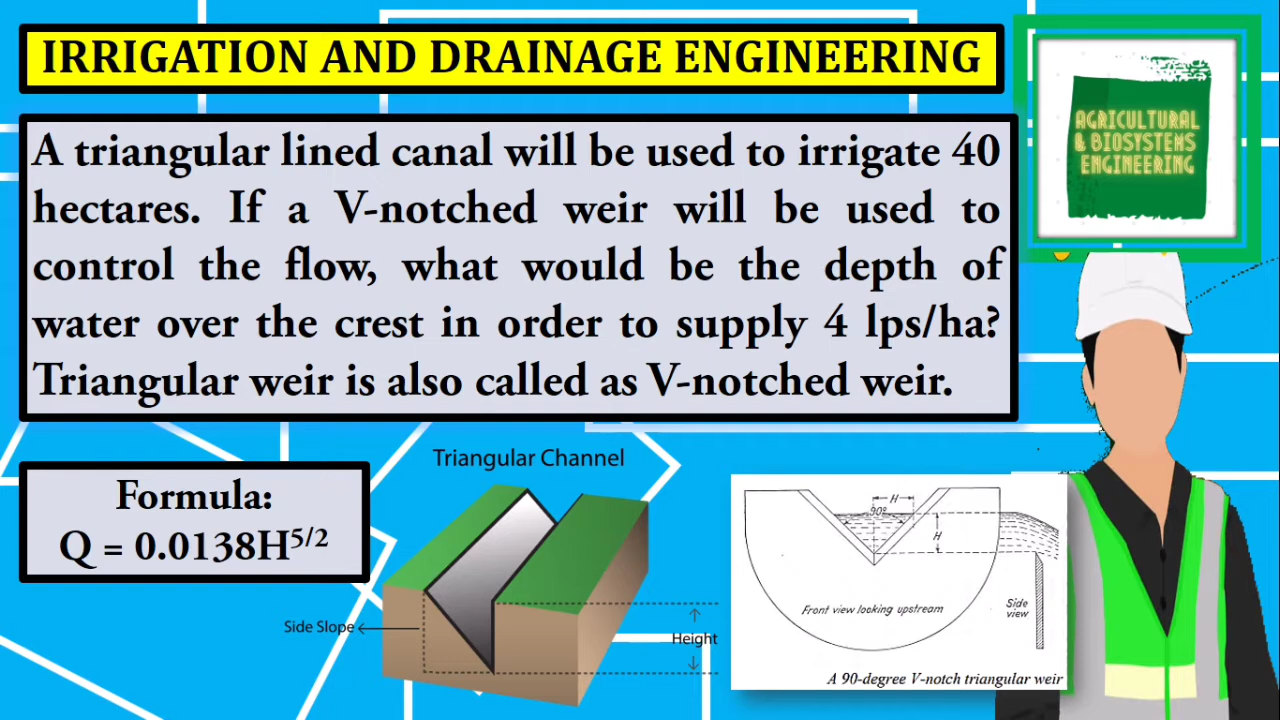 IRRIGATION AND DRAINAGE ENGINEERING
AGRICULTURAL
& BIOSYSTEMS
ENGINEERING
A triangular lined canal will be used to irrigate 40
hectares. If a V-notched weir will be used to
control the flow, what would be the depth of
water over the crest in order to supply 4 lps/ha?
Triangular weir is also called as V-notched weir.
Formula:
Q = 0.0138H⁵/²
Triangular Channel
Side Slope
Height
H
90°
H
Front view looking upstream
Side
view
A 90-degree V-notch triangular weir